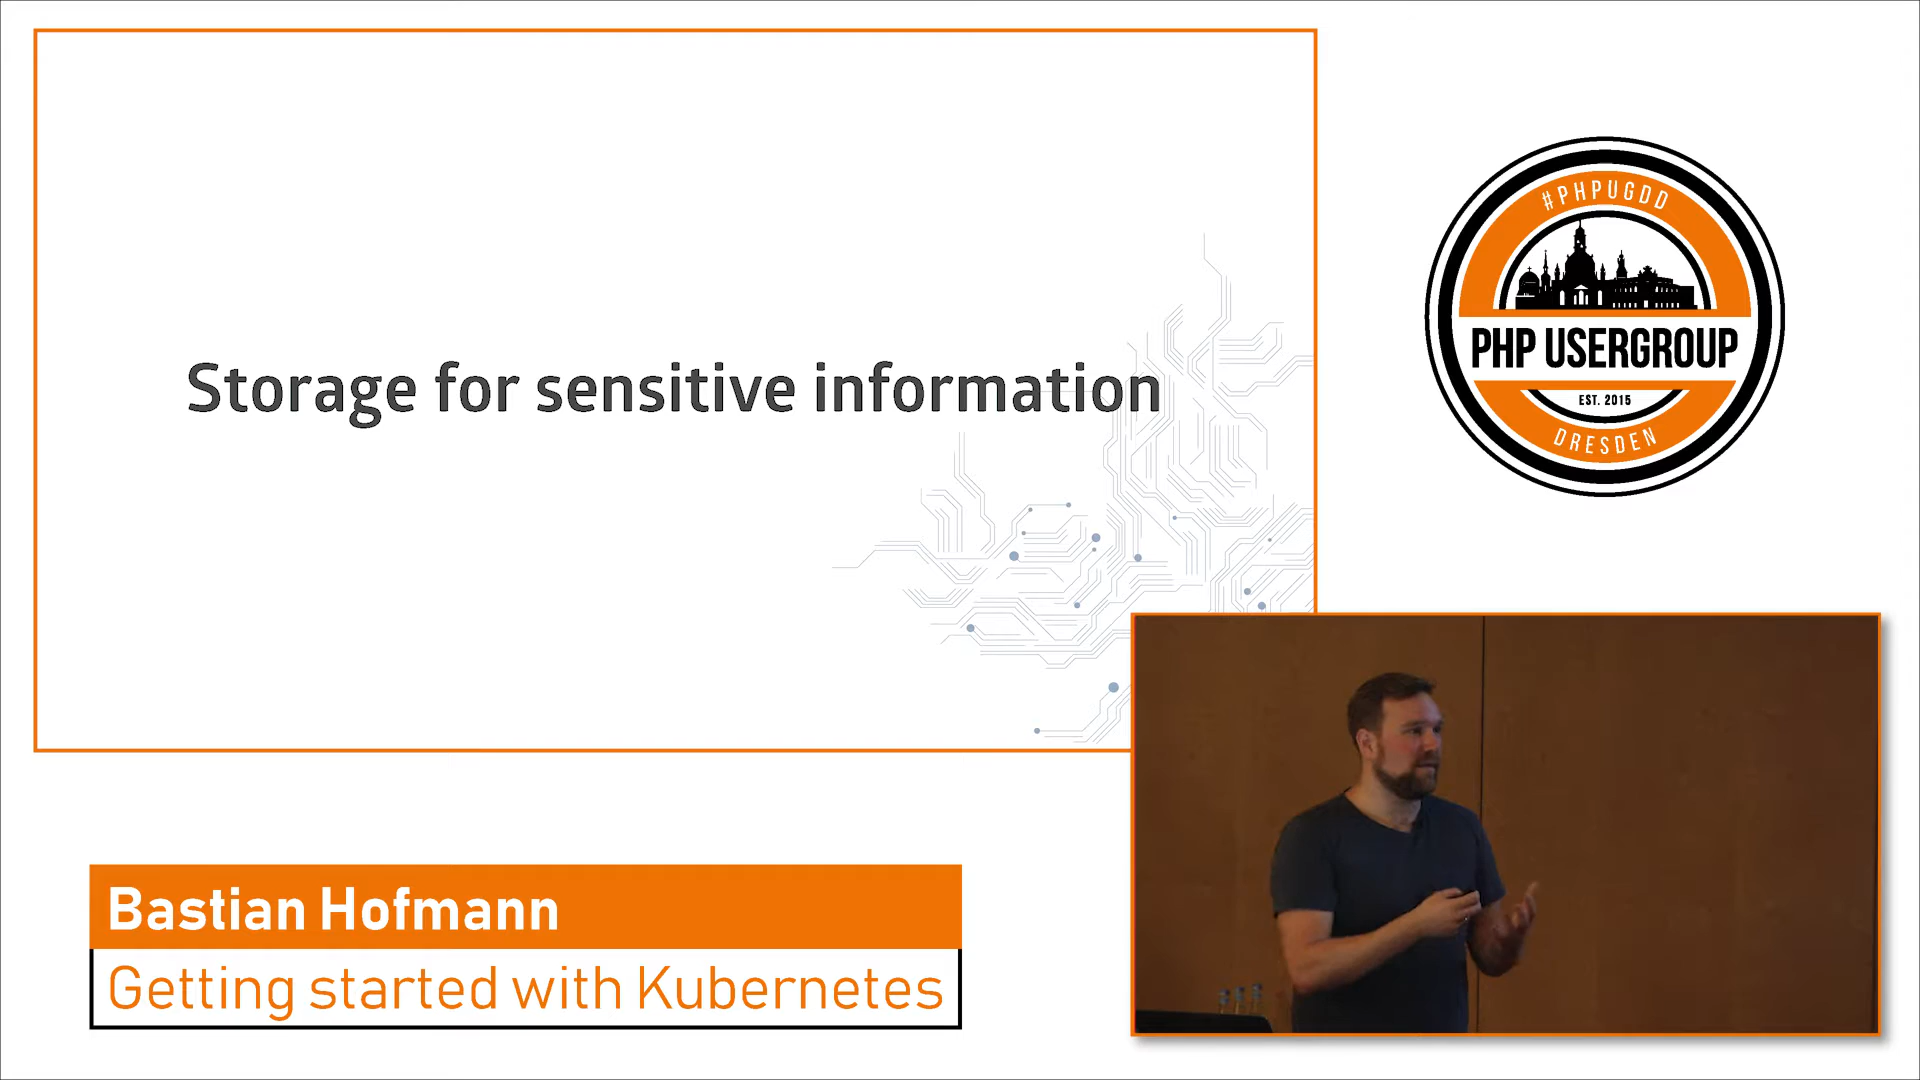 Storage for sensitive information
#PHPUGDD
PHP USERGROUP
EST. 2015
DRESDEN
Bastian Hofmann
Getting started with Kubernetes